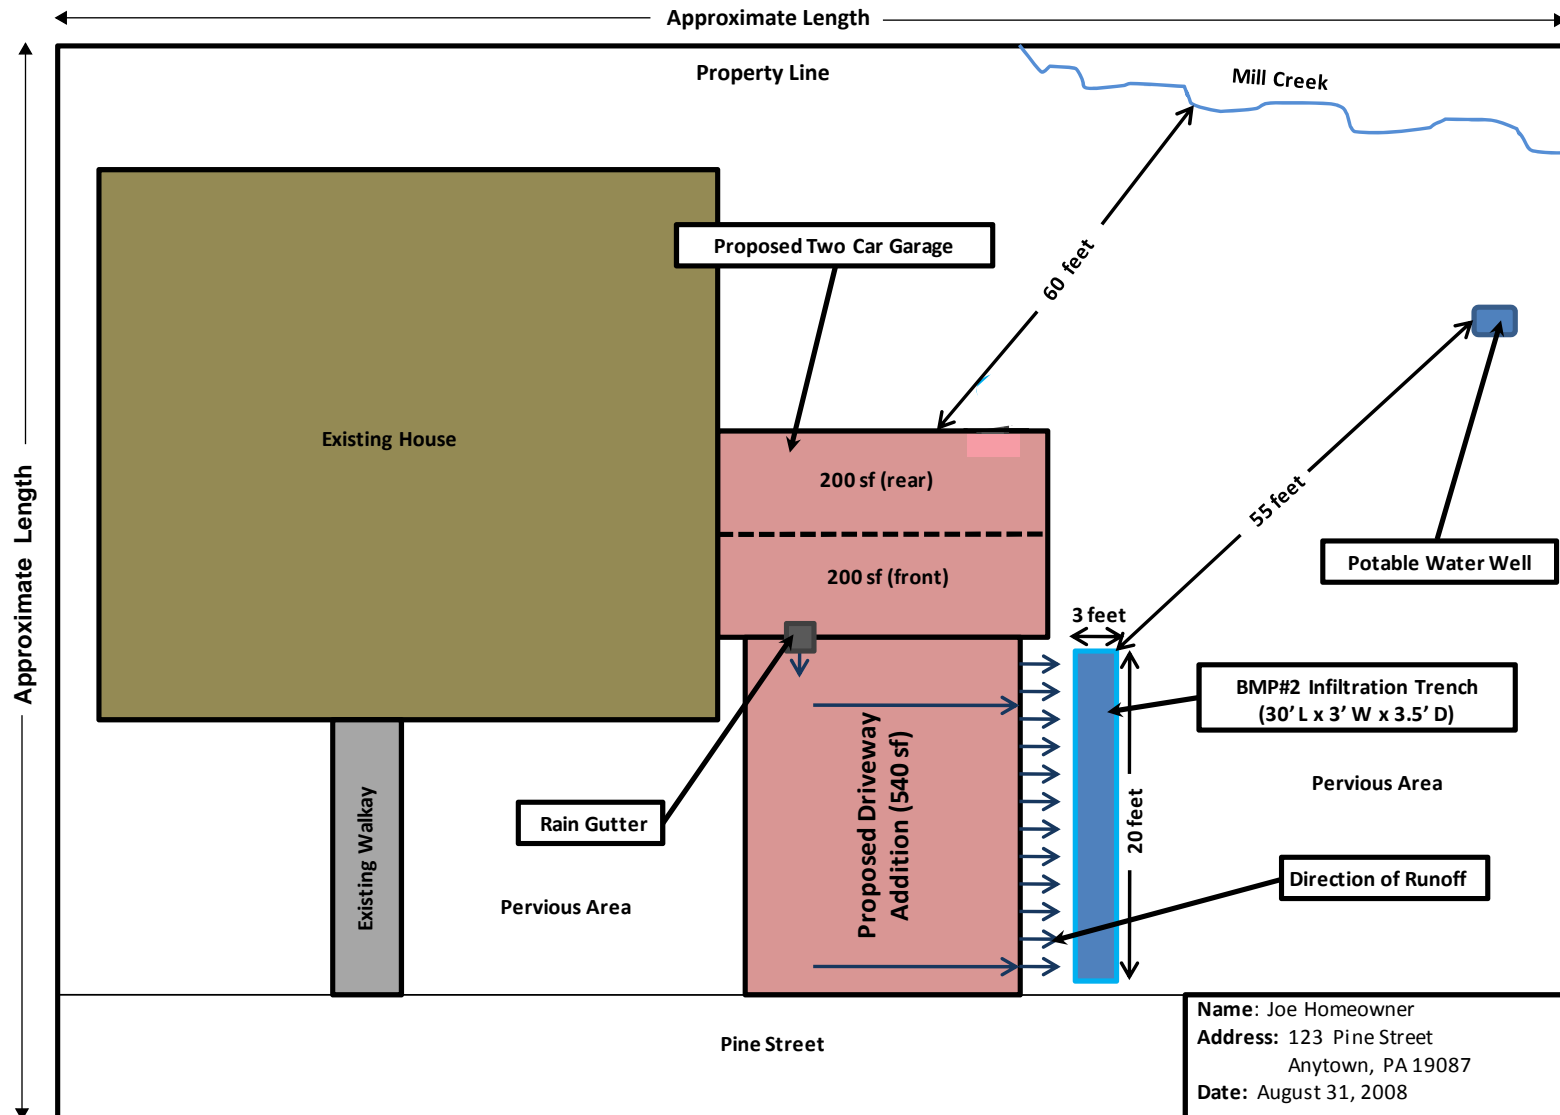 Approximate Length
Property Line
Mill Creek
Approximate Length
Proposed Two Car Garage
60 feet
Existing House
200 sf (rear)
200 sf (front)
55 feet
Potable Water Well
3 feet
BMP#2 Infiltration Trench
(30' L x 3' W x 3.5' D)
Pervious Area
20 feet
Proposed Driveway
Addition (540 sf)
Rain Gutter
Existing Walkay
Pervious Area
Direction of Runoff
Pine Street
Name: Joe Homeowner
Address: 123 Pine Street
Anytown, PA 19087
Date: August 31, 2008